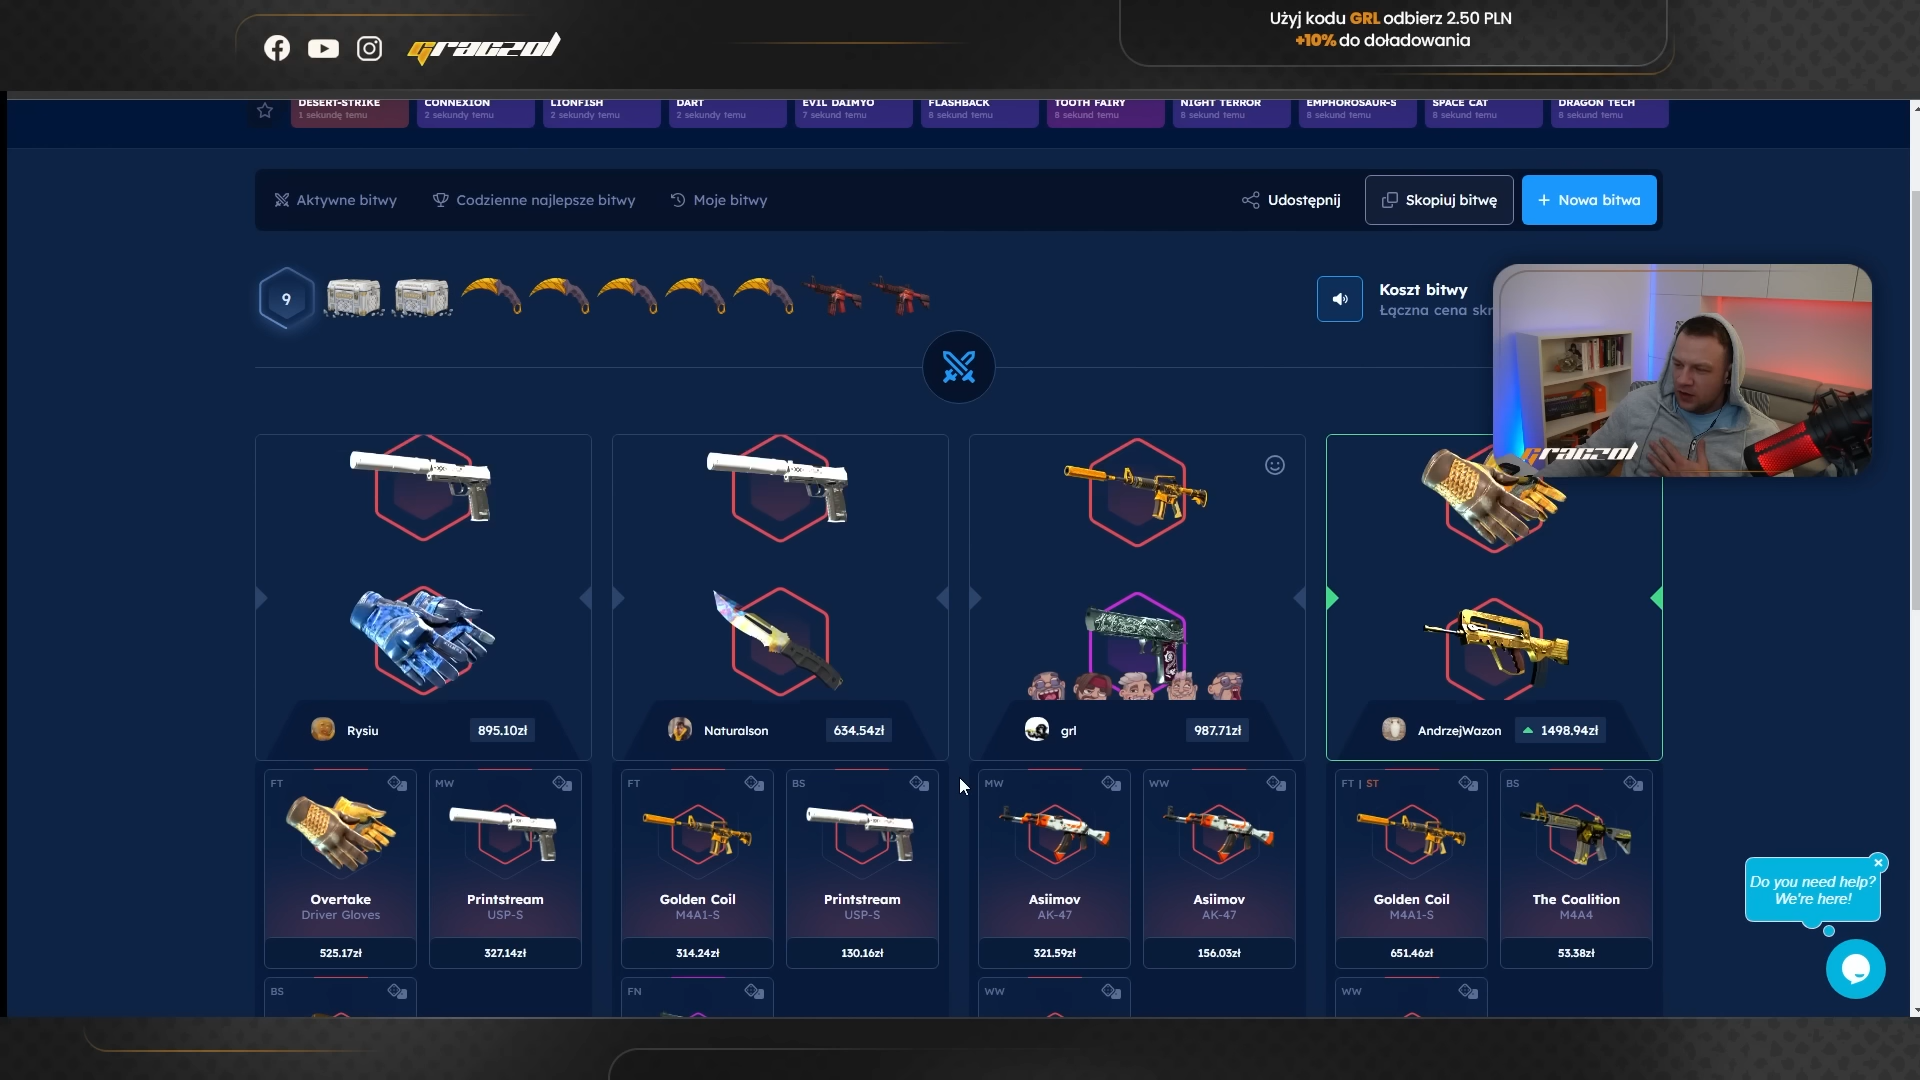 graczol
Użyj kodu GRL odbierz 2.50 PLN
+10% do doładowania
DESERT-STRIKE
1 sekundę temu
CONNEXION
2 sekundy temu
LIONFISH
2 sekundy temu
DART
2 sekundy temu
EVIL DAIMYO
7 sekund temu
FLASHBACK
8 sekund temu
TOOTH FAIRY
8 sekund temu
NIGHT TERROR
8 sekund temu
EMPHOROSAUR-S
8 sekund temu
SPACE CAT
8 sekund temu
DRAGON TECH
8 sekund temu
Aktywne bitwy
Codzienne najlepsze bitwy
Moje bitwy
Udostępnij
Skopiuj bitwę
+ Nowa bitwa
9
Koszt bitwy
Łączna cena skr
graczol
Rysiu
895.10zł
Naturalson
634.54zł
grl
987.71zł
AndrzejWazon
1498.94zł
FT
Overtake
Driver Gloves
525.17zł
MW
Printstream
USP-S
327.14zł
FT
Golden Coil
M4A1-S
314.24zł
BS
Printstream
USP-S
130.16zł
MW
Asiimov
AK-47
321.59zł
WW
Asiimov
AK-47
156.03zł
FT | ST
Golden Coil
M4A1-S
651.46zł
BS
The Coalition
M4A4
53.38zł
BS
FN
WW
WW
Do you need help?
We're here!